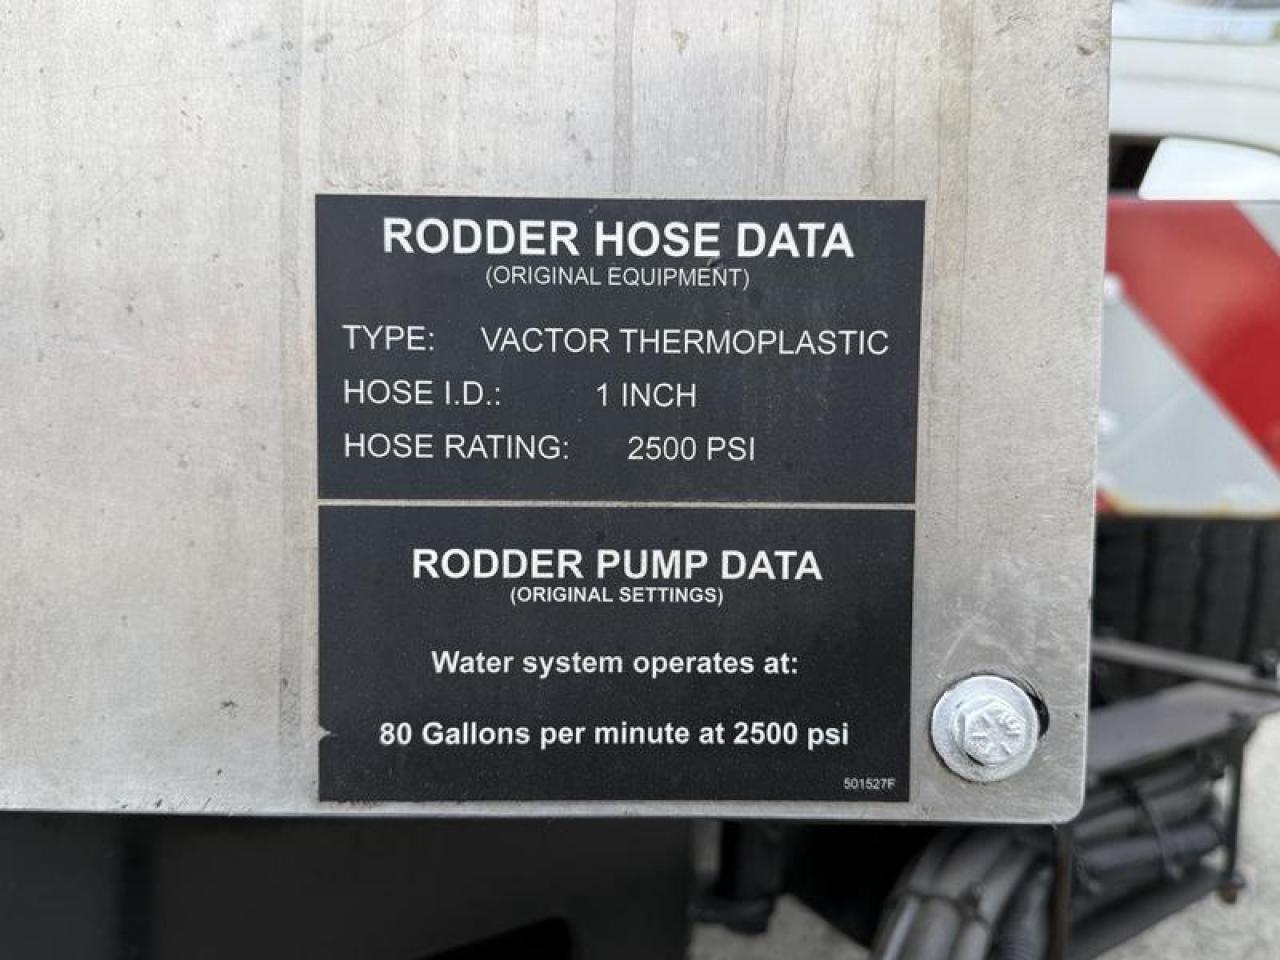 RODDER HOSE DATA
(ORIGINAL EQUIPMENT)
TYPE: VACTOR THERMOPLASTIC
HOSE I.D.: 1 INCH
HOSE RATING: 2500 PSI
RODDER PUMP DATA
(ORIGINAL SETTINGS)
Water system operates at:
80 Gallons per minute at 2500 psi
501527F